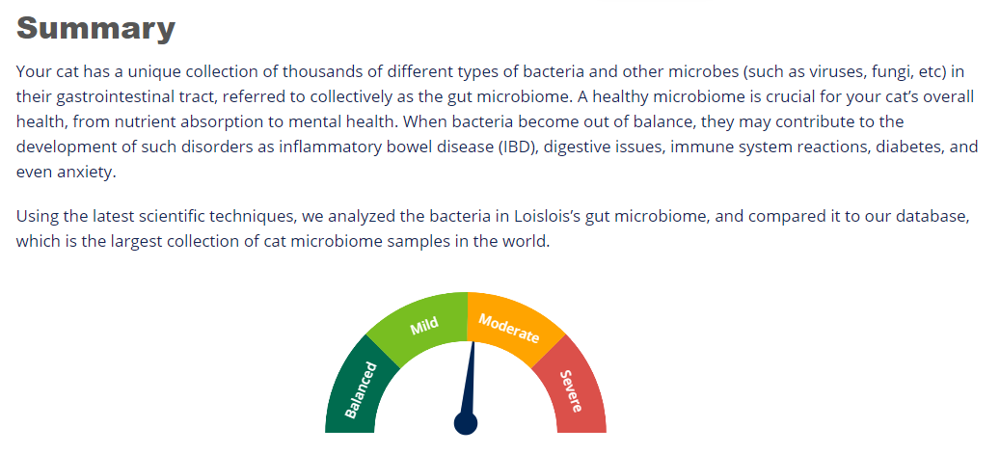 Summary
Your cat has a unique collection of thousands of different types of bacteria and other microbes (such as viruses, fungi, etc) in
their gastrointestinal tract, referred to collectively as the gut microbiome. A healthy microbiome is crucial for your cat’s overall
health, from nutrient absorption to mental health. When bacteria become out of balance, they may contribute to the
development of such disorders as inflammatory bowel disease (IBD), digestive issues, immune system reactions, diabetes, and
even anxiety.
Using the latest scientific techniques, we analyzed the bacteria in Loislois’s gut microbiome, and compared it to our database,
which is the largest collection of cat microbiome samples in the world.
Balanced
Mild
Moderate
Severe